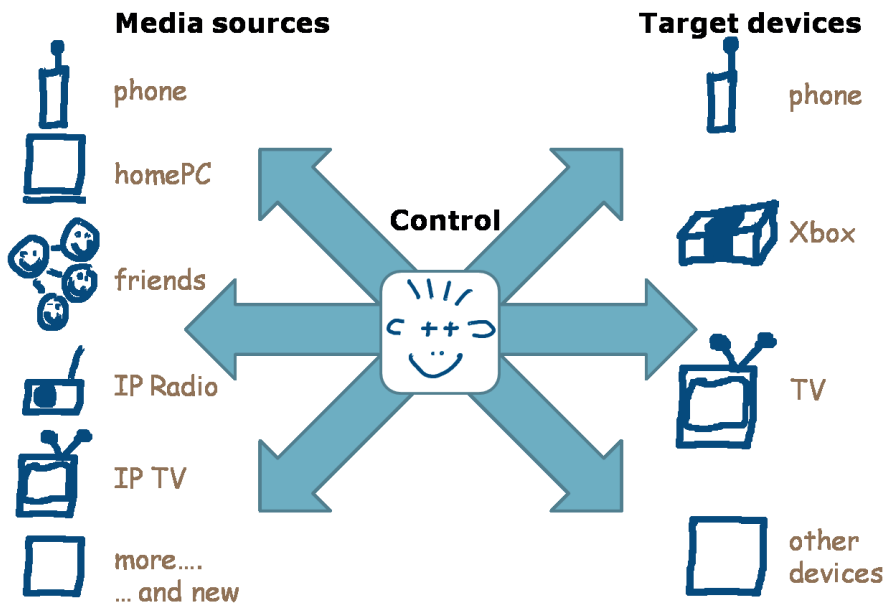 Media sources
Target devices
phone
homePC
friends
IP Radio
IP TV
more....
... and new
Control
phone
Xbox
TV
other
devices